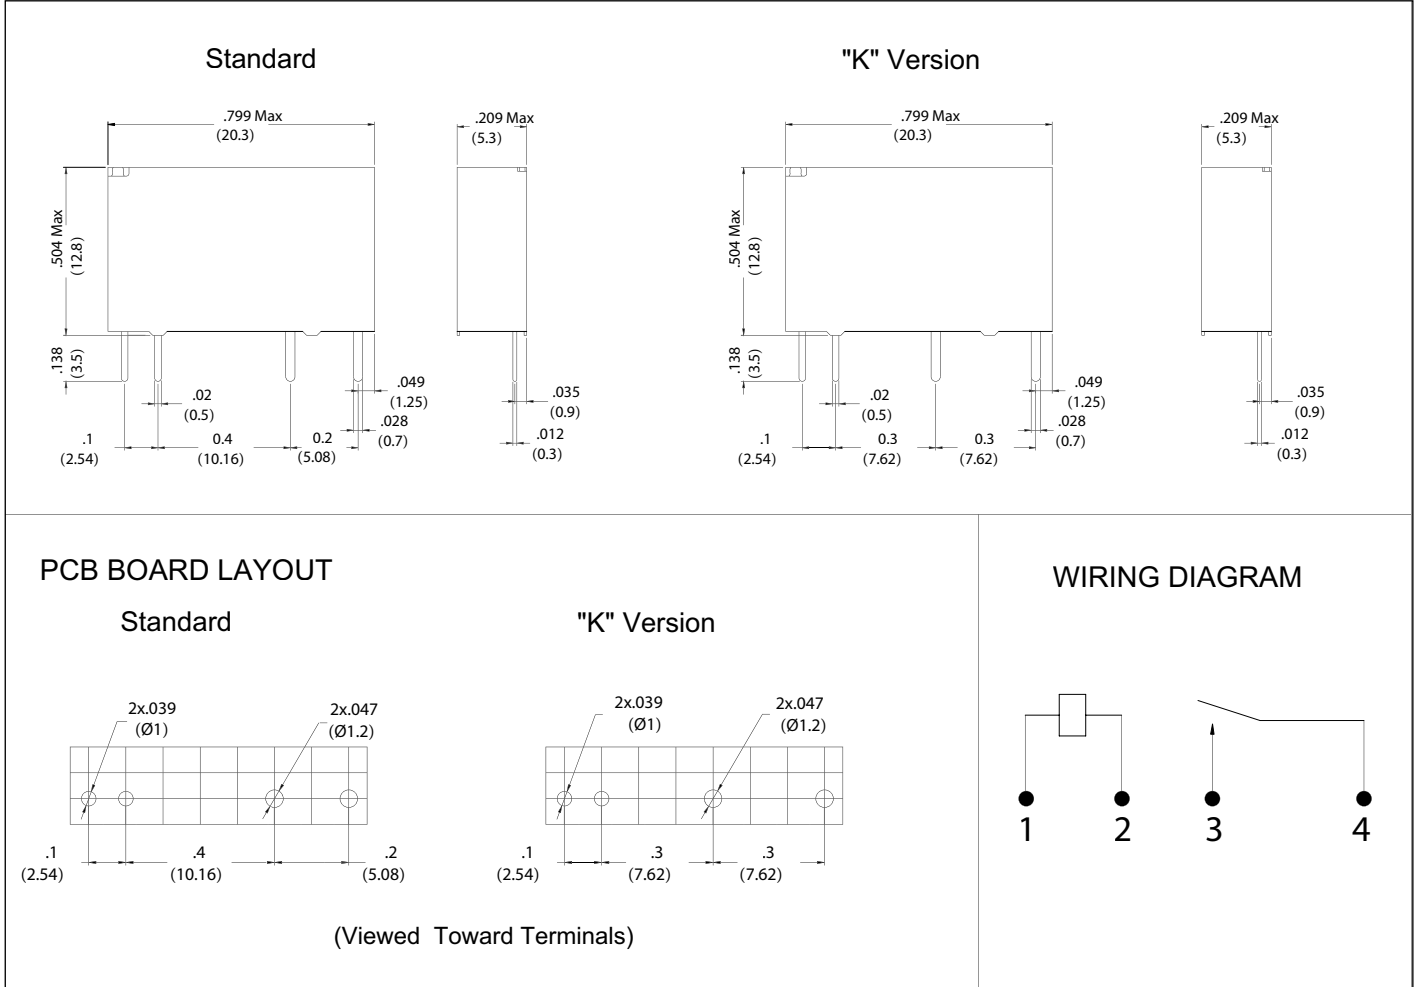 Standard
"K" Version
.799 Max
(20.3)
.209 Max
(5.3)
.504 Max
(12.8)
.138
(3.5)
.02
(0.5)
.049
(1.25)
.028
(0.7)
.1
(2.54)
0.4
(10.16)
0.2
(5.08)
.035
(0.9)
.012
(0.3)
.799 Max
(20.3)
.209 Max
(5.3)
.504 Max
(12.8)
.138
(3.5)
.02
(0.5)
.049
(1.25)
.028
(0.7)
.1
(2.54)
0.3
(7.62)
0.3
(7.62)
.035
(0.9)
.012
(0.3)
PCB BOARD LAYOUT
Standard
"K" Version
2x.039
(Ø1)
2x.047
(Ø1.2)
.1
(2.54)
.4
(10.16)
.2
(5.08)
2x.039
(Ø1)
2x.047
(Ø1.2)
.1
(2.54)
.3
(7.62)
.3
(7.62)
(Viewed Toward Terminals)
WIRING DIAGRAM
1 2 3 4